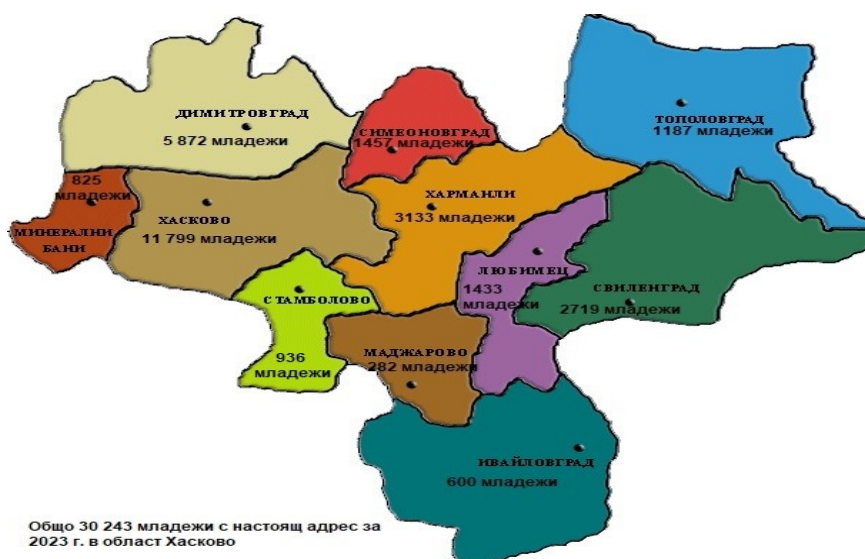 ДИМИТРОВГРАД
5 872 младежи
СИМЕОНОВГРАД
1457 младежи
ТОПОЛОВГРАД
1187 младежи
825
младежи
МИНЕРАЛНИ
БАНИ
ХАСКОВО
11 799 младежи
ХАРМАНЛИ
3133 младежи
ЛЮБИМЕЦ
1433
младежи
СВИЛЕНГРАД
2719 младежи
СТАМБОЛОВО
936
младежи
МАДЖАРОВО
282 младежи
ИВАЙЛОВГРАД
600 младежи
Общо 30 243 младежи с настоящ адрес за
2023 г. в област Хасково